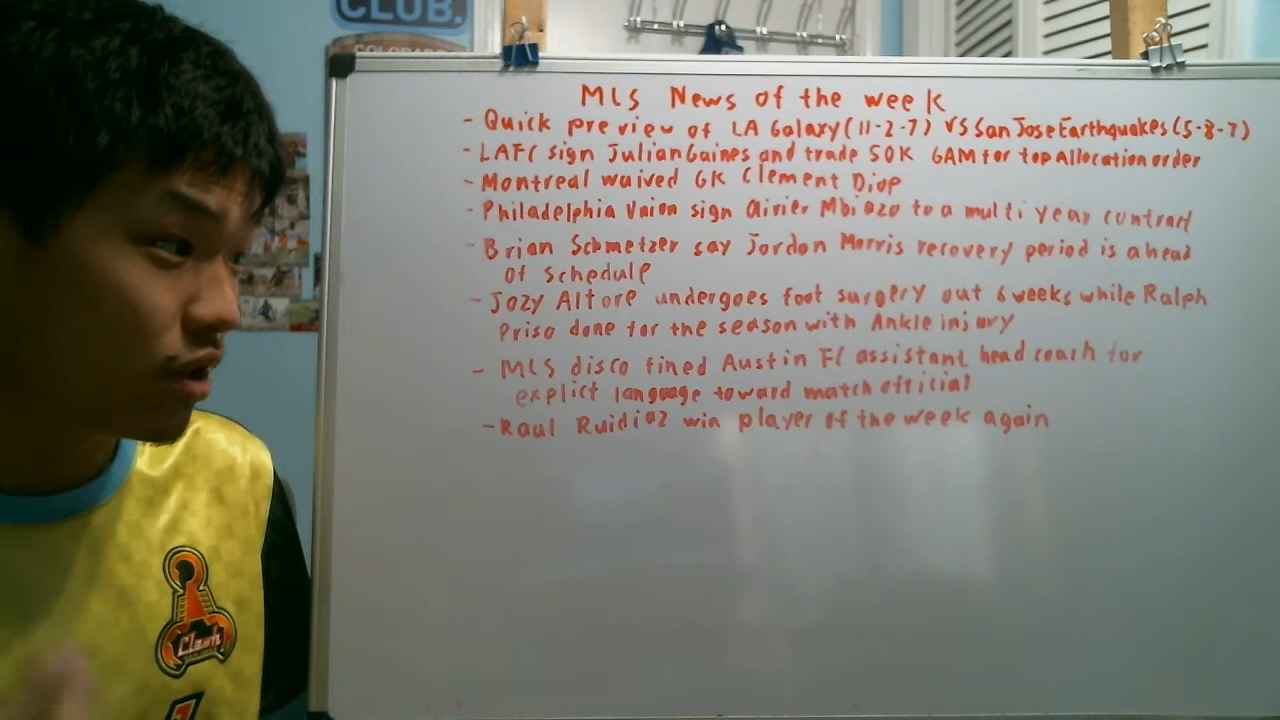 CLUB.
COLORADO
MLS News of the week
- Quick preview of LA Galaxy (11-2-7) vs San Jose Earthquakes (5-8-7)
- LAFC sign Julian Gaines and trade 50K GAM for top Allocation order
- Montreal waived GK Clement Diop
- Philadelphia Union sign Oivier Mbiazo to a multi year contract
- Brian Schmetzer say Jordon Morris recovery period is ahead
of schedule
- Jozy Altore undergoes foot surgery out 6 weeks while Ralph
Priso done for the season with Ankle injury
- MLS disco fined Austin FC assistant head coach for
explict language toward match official
- Raul Ruidiaz win player of the week again
Clash